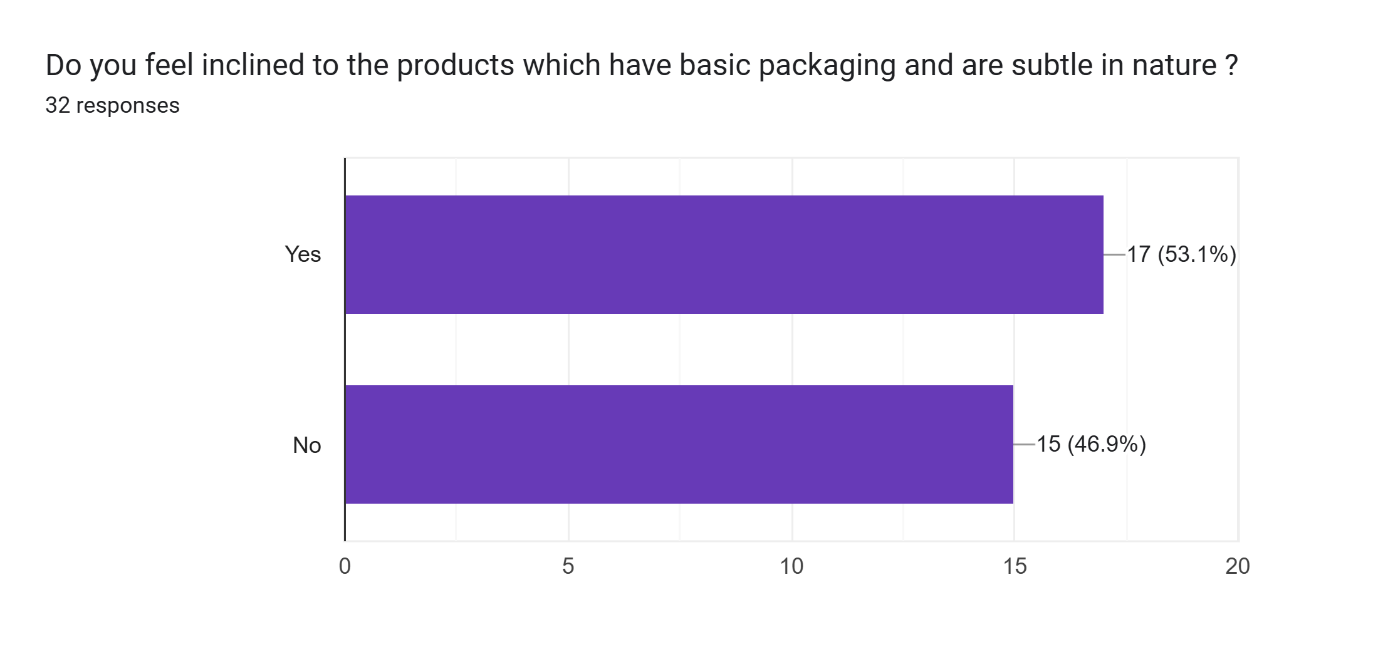 Do you feel inclined to the products which have basic packaging and are subtle in nature ?
32 responses
Yes
17 (53.1%)
No
15 (46.9%)
0 5 10 15 20